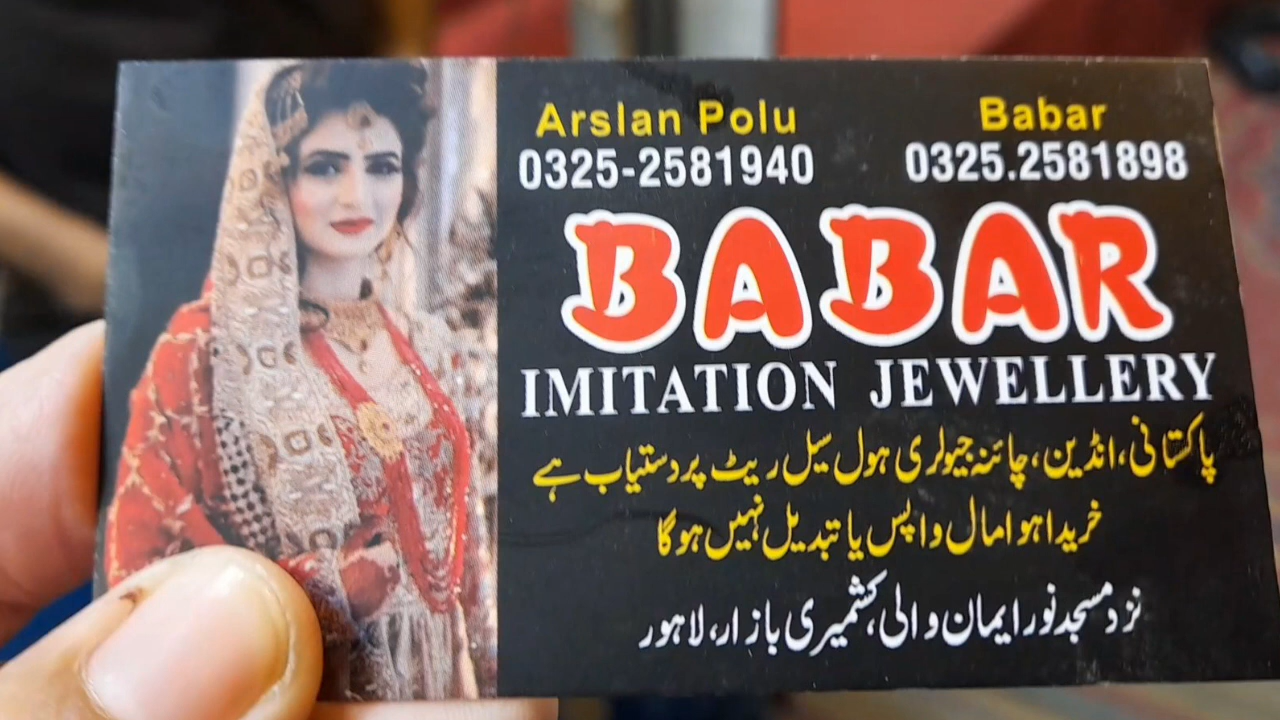 Arslan Polu Babar
0325-2581940 0325.2581898
BABAR
IMITATION JEWELLERY
پاکستانی، انڈین، چائنہ جیولری ہول سیل ریٹ پر دستیاب ہے
خریدا ہوا مال واپس یا تبدیل نہیں ہوگا
نزد مسجد نور ایمان والی، کشمیری بازار، لاہور